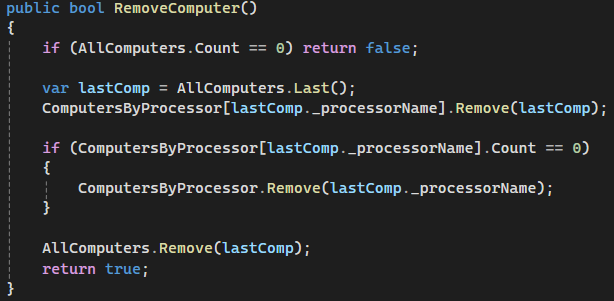 public bool RemoveComputer()
{
    if (AllComputers.Count == 0) return false;
    var lastComp = AllComputers.Last();
    ComputersByProcessor[lastComp._processorName].Remove(lastComp);
    if (ComputersByProcessor[lastComp._processorName].Count == 0)
    {
        ComputersByProcessor.Remove(lastComp._processorName);
    }
    AllComputers.Remove(lastComp);
    return true;
}